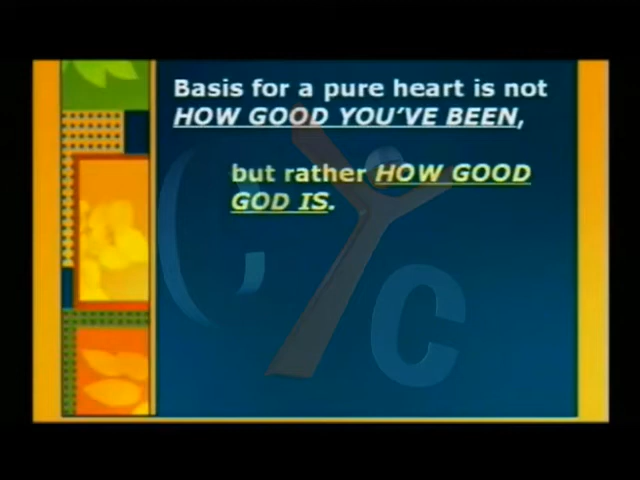 Basis for a pure heart is not
HOW GOOD YOU'VE BEEN,
but rather HOW GOOD
GOD IS.